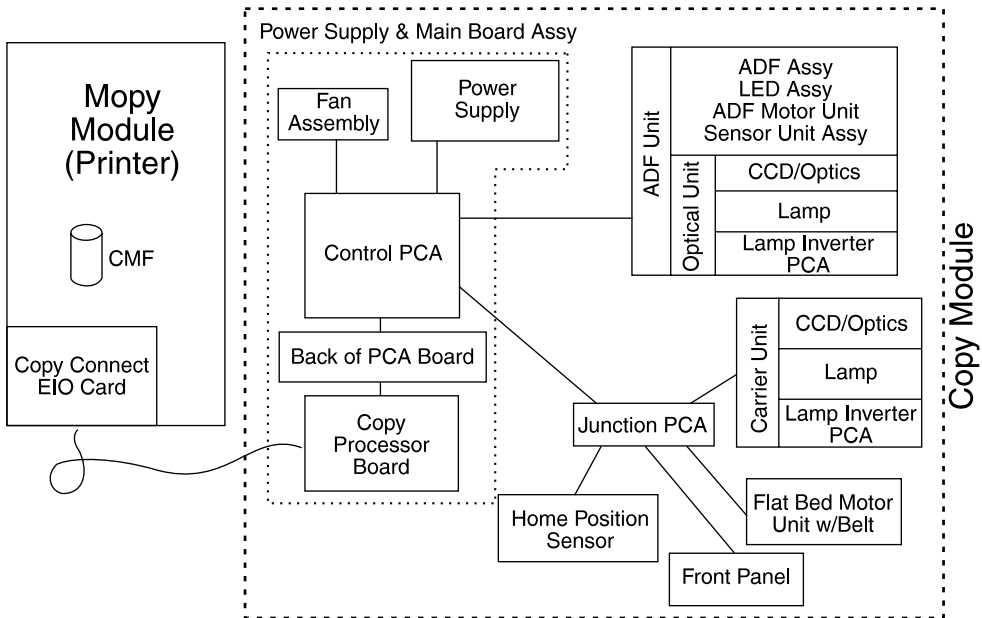 Mopy
Module
(Printer)
CMF
Copy Connect
EIO Card
Power Supply & Main Board Assy
Fan
Assembly
Power
Supply
Control PCA
Back of PCA Board
Copy
Processor
Board
ADF Unit
ADF Assy
LED Assy
ADF Motor Unit
Sensor Unit Assy
Optical Unit
CCD/Optics
Lamp
Lamp Inverter
PCA
Carrier Unit
CCD/Optics
Lamp
Lamp Inverter
PCA
Junction PCA
Home Position
Sensor
Flat Bed Motor
Unit w/Belt
Front Panel
Copy Module